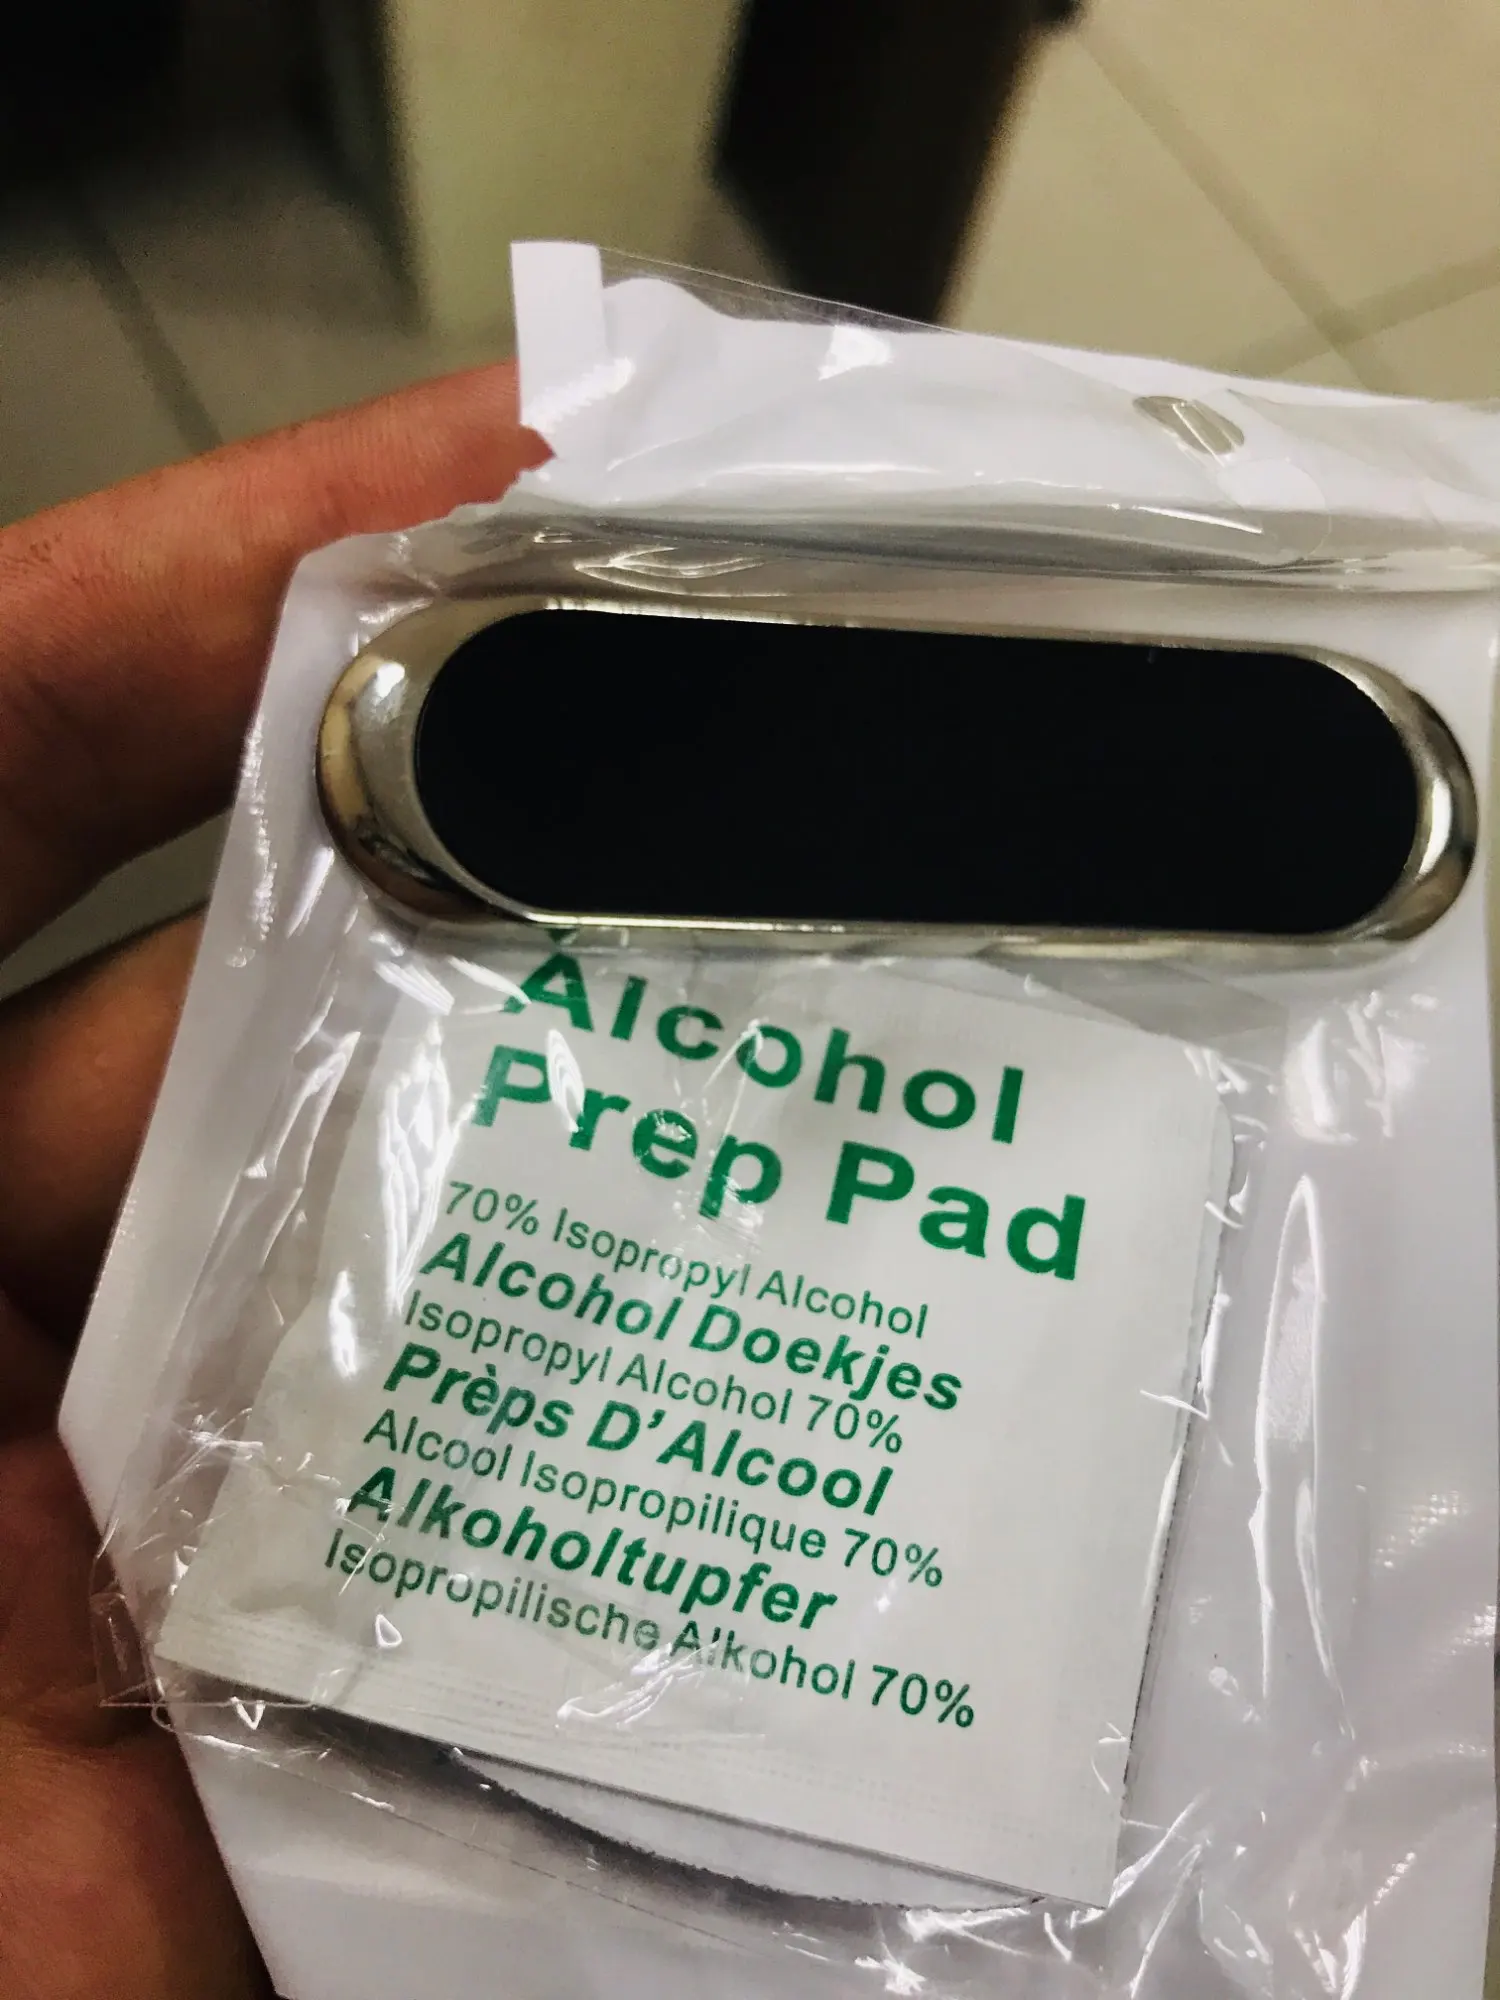 Alcohol
Prep Pad
70% Isopropyl Alcohol
Alcohol Doekjes
Isopropyl Alcohol 70%
Prèps D'Alcool
Alcool Isopropilique 70%
Alkoholtupfer
Isopropilische Alkohol 70%